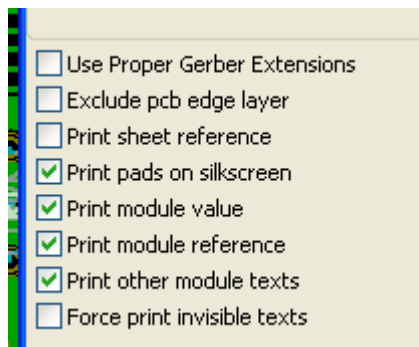 Use Proper Gerber Extensions
Exclude pcb edge layer
Print sheet reference
Print pads on silkscreen
Print module value
Print module reference
Print other module texts
Force print invisible texts